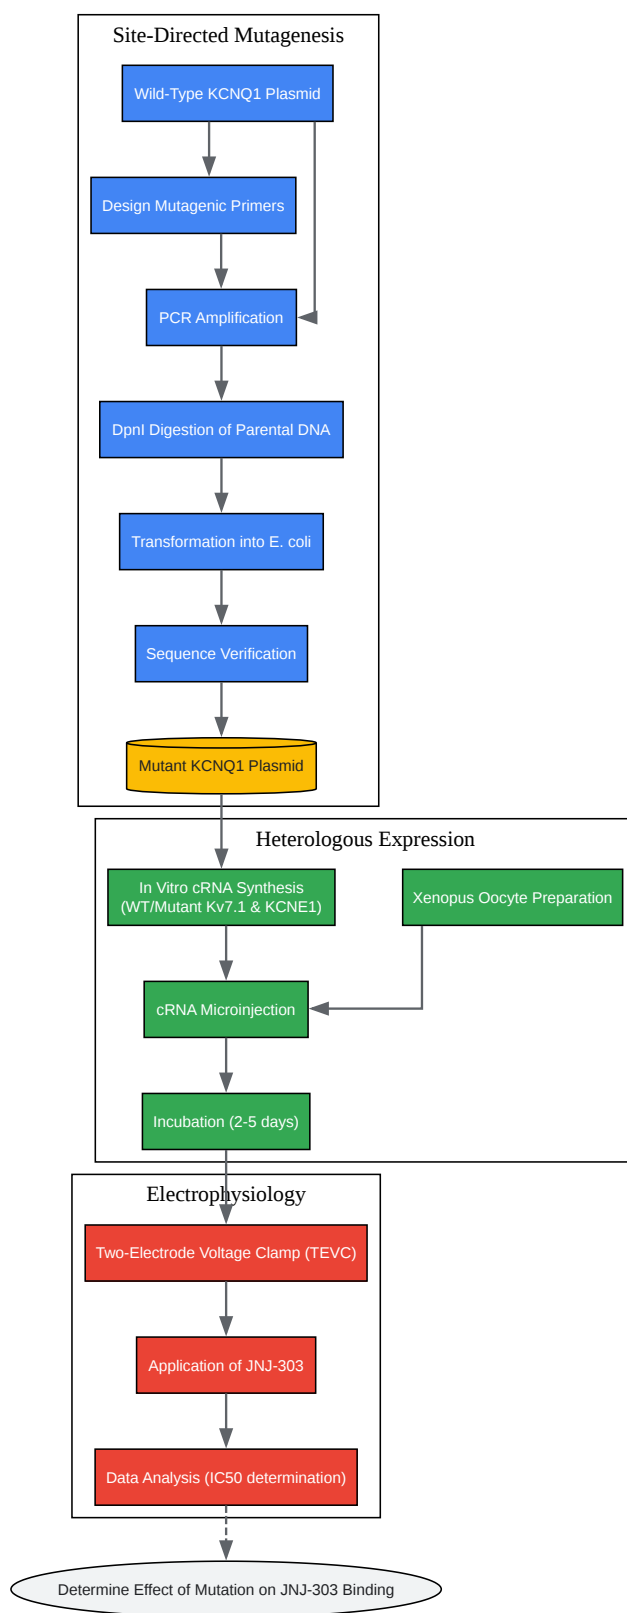 Site-Directed Mutagenesis
Wild-Type KCNQ1 Plasmid
Design Mutagenic Primers
PCR Amplification
DpnI Digestion of Parental DNA
Transformation into E. coli
Sequence Verification
Mutant KCNQ1 Plasmid
Heterologous Expression
In Vitro cRNA Synthesis
(WT/Mutant Kv7.1 & KCNE1)
Xenopus Oocyte Preparation
cRNA Microinjection
Incubation (2-5 days)
Electrophysiology
Two-Electrode Voltage Clamp (TEVC)
Application of JNJ-303
Data Analysis (IC50 determination)
Determine Effect of Mutation on JNJ-303 Binding